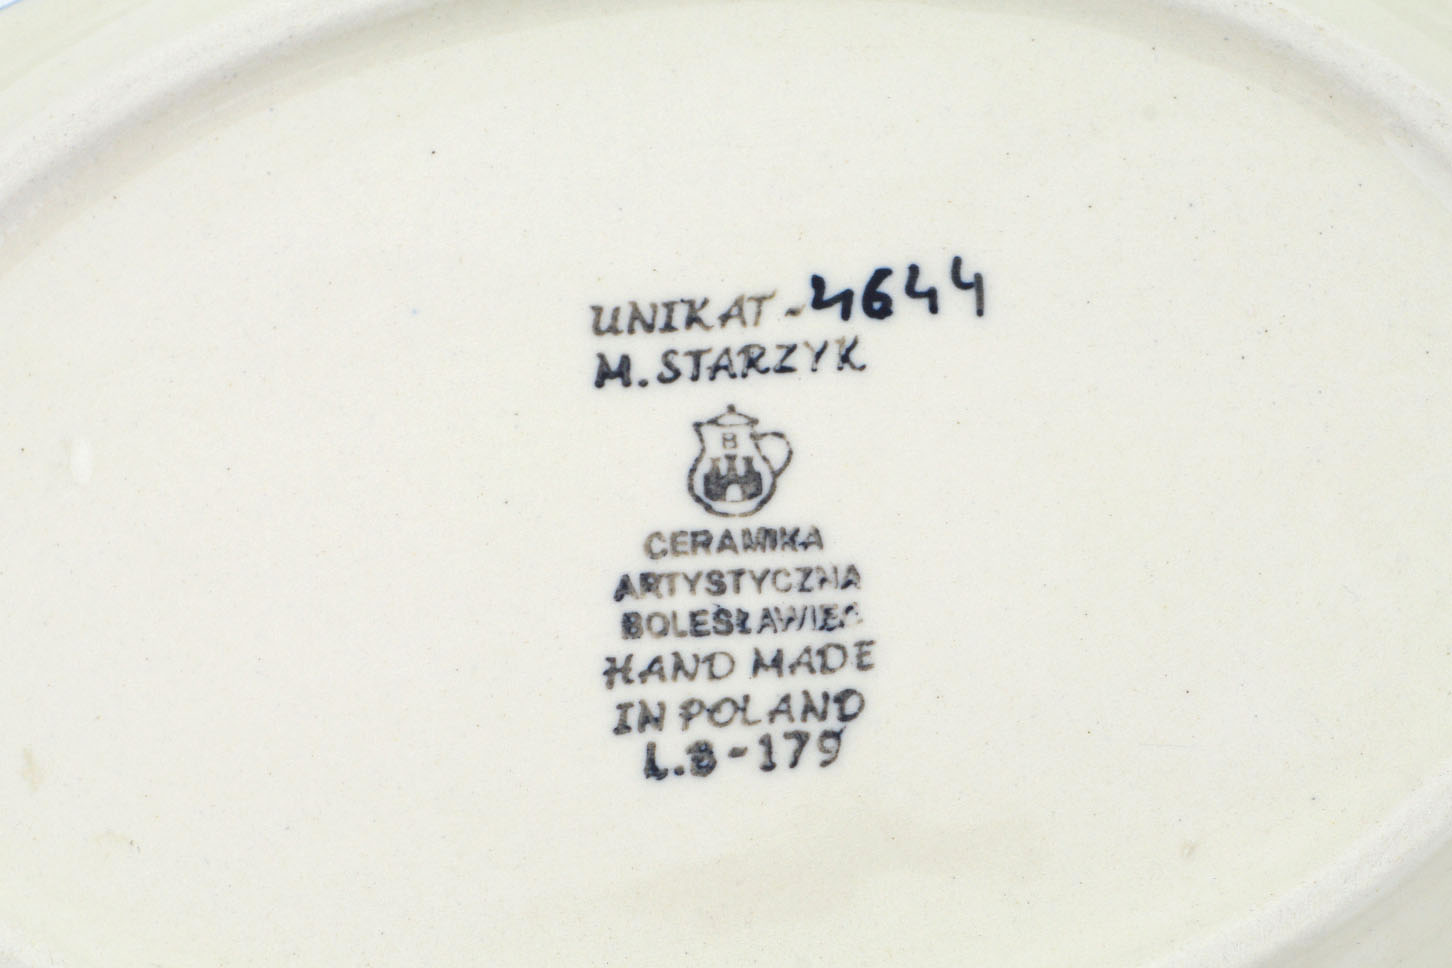 UNIKAT-4644
M. STARZYK
B
CERAMIKA
ARTYSTYCZNA
BOLESŁAWIEC
HAND MADE
IN POLAND
L.B-179